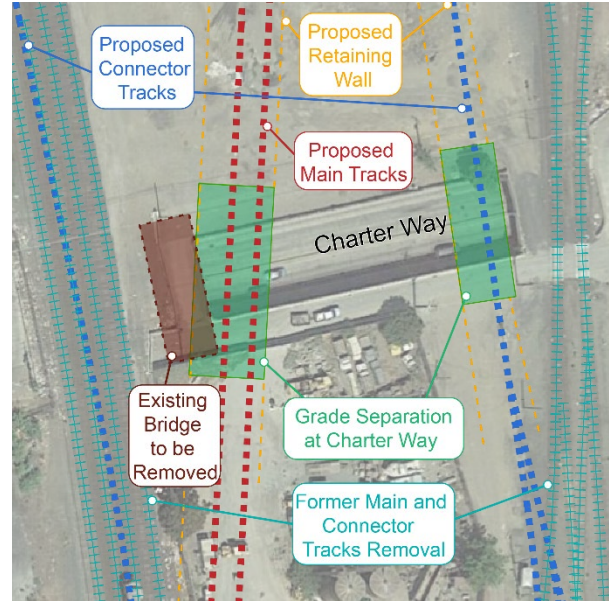 Proposed
Connector
Tracks
Proposed
Retaining
Wall
Proposed
Main Tracks
Charter Way
Existing
Bridge
to be
Removed
Grade Separation
at Charter Way
Former Main and
Connector
Tracks Removal